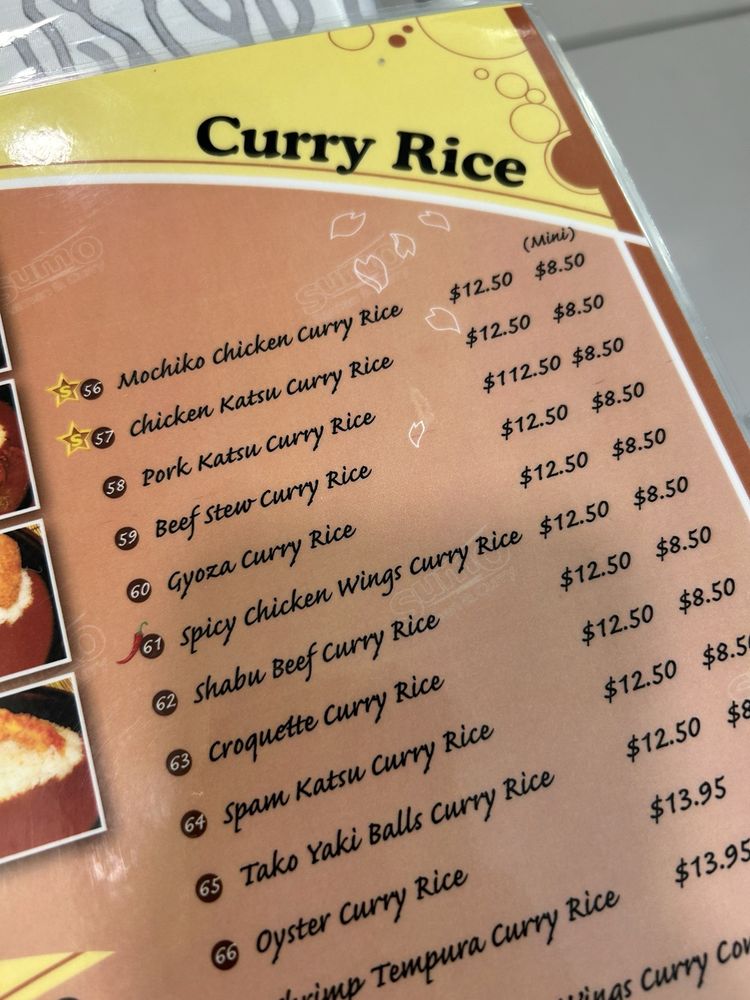 Curry Rice
(Mini)
56 Mochiko Chicken Curry Rice $12.50 $8.50
57 Chicken Katsu Curry Rice $12.50 $8.50
58 Pork Katsu Curry Rice $112.50 $8.50
59 Beef Stew Curry Rice $12.50 $8.50
60 Gyoza Curry Rice $12.50 $8.50
61 Spicy Chicken Wings Curry Rice $12.50 $8.50
62 Shabu Beef Curry Rice $12.50 $8.50
63 Croquette Curry Rice $12.50 $8.50
64 Spam Katsu Curry Rice $12.50 $8.5
65 Tako Yaki Balls Curry Rice $12.50 $8
66 Oyster Curry Rice $13.95
hrimp Tempura Curry Rice $13.95
Wings Curry Com